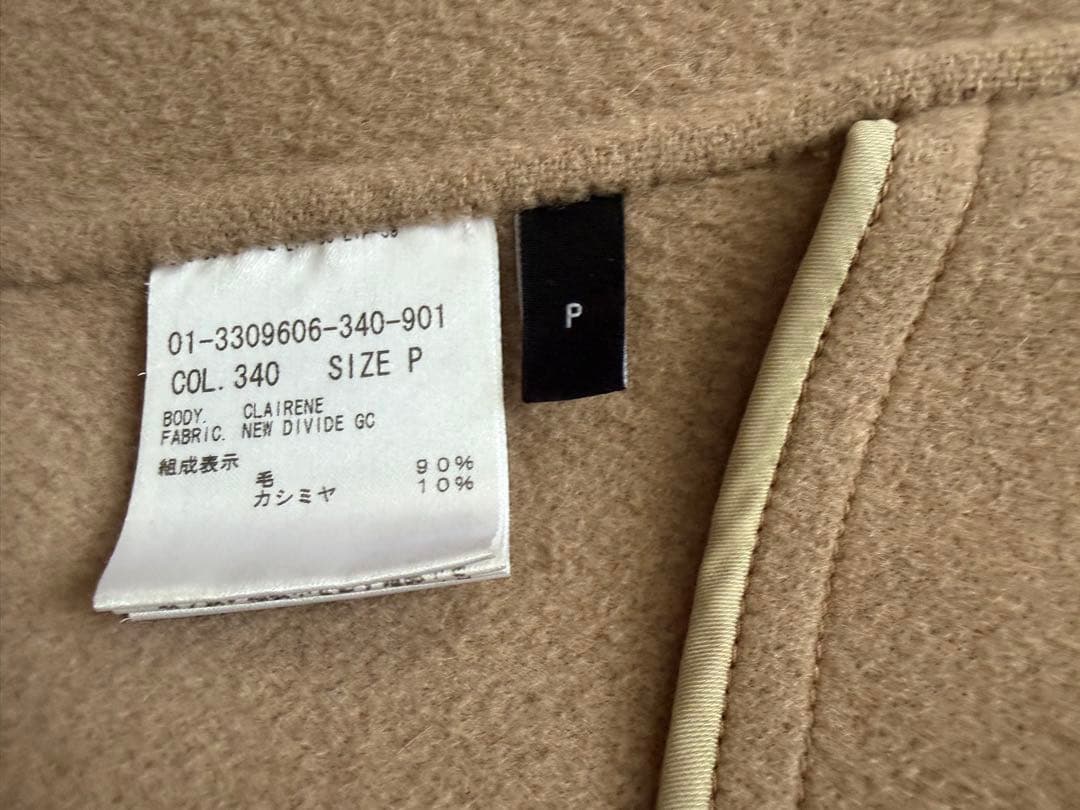 01-3309606-340-901
COL. 340 SIZE P
BODY. CLAIRENE
FABRIC. NEW DIVIDE GC
組成表示
毛 90%
カシミヤ 10%
P